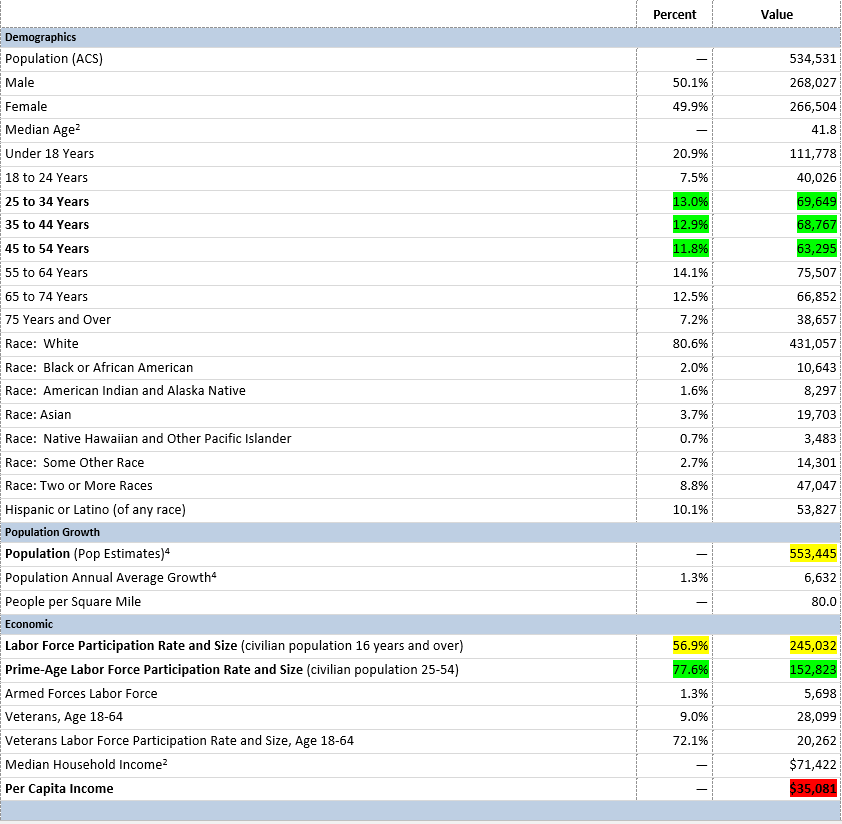 Percent Value
Demographics
Population (ACS) — 534,531
Male 50.1% 268,027
Female 49.9% 266,504
Median Age² — 41.8
Under 18 Years 20.9% 111,778
18 to 24 Years 7.5% 40,026
25 to 34 Years 13.0% 69,649
35 to 44 Years 12.9% 68,767
45 to 54 Years 11.8% 63,295
55 to 64 Years 14.1% 75,507
65 to 74 Years 12.5% 66,852
75 Years and Over 7.2% 38,657
Race: White 80.6% 431,057
Race: Black or African American 2.0% 10,643
Race: American Indian and Alaska Native 1.6% 8,297
Race: Asian 3.7% 19,703
Race: Native Hawaiian and Other Pacific Islander 0.7% 3,483
Race: Some Other Race 2.7% 14,301
Race: Two or More Races 8.8% 47,047
Hispanic or Latino (of any race) 10.1% 53,827
Population Growth
Population (Pop Estimates)⁴ — 553,445
Population Annual Average Growth⁴ 1.3% 6,632
People per Square Mile — 80.0
Economic
Labor Force Participation Rate and Size (civilian population 16 years and over) 56.9% 245,032
Prime-Age Labor Force Participation Rate and Size (civilian population 25-54) 77.6% 152,823
Armed Forces Labor Force 1.3% 5,698
Veterans, Age 18-64 9.0% 28,099
Veterans Labor Force Participation Rate and Size, Age 18-64 72.1% 20,262
Median Household Income² — $71,422
Per Capita Income — $35,081